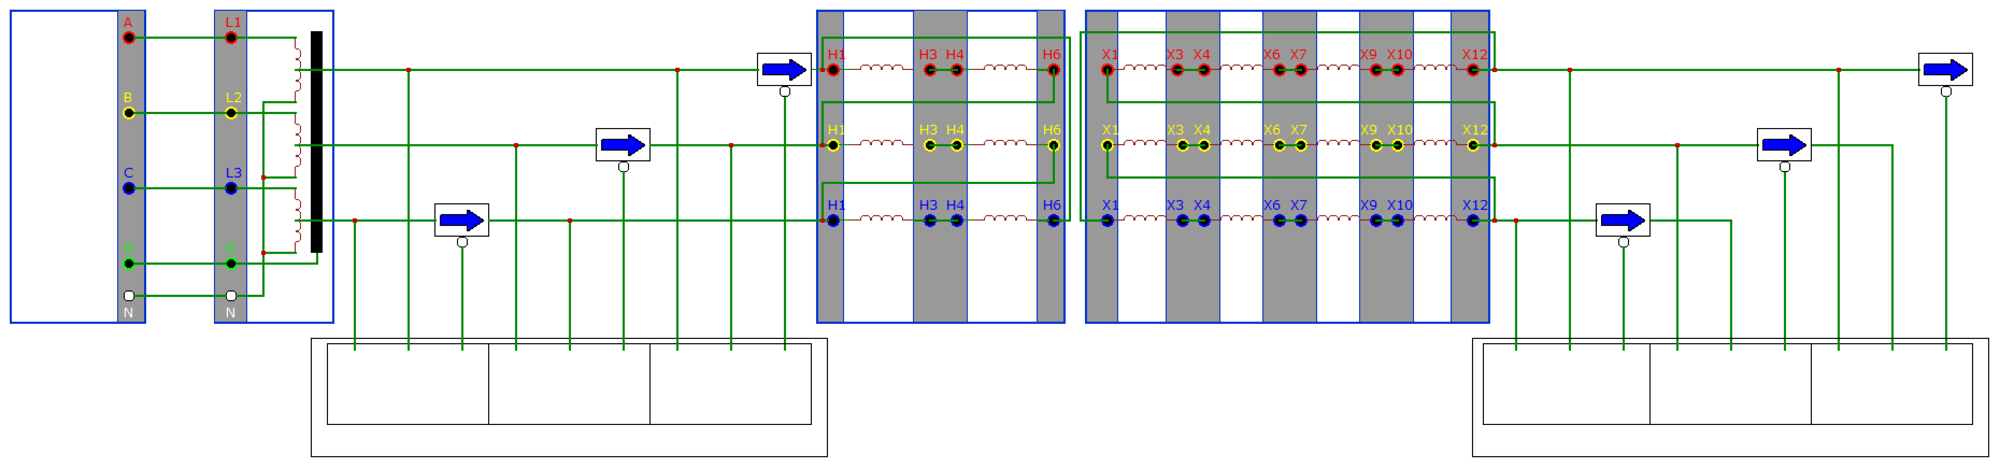 A L1
H1 H3 H4 H6 X1 X3 X4 X6 X7 X9 X10 X12
B L2
H1 H3 H4 H6 X1 X3 X4 X6 X7 X9 X10 X12
C L3
H1 H3 H4 H6 X1 X3 X4 X6 X7 X9 X10 X12
G G
N N